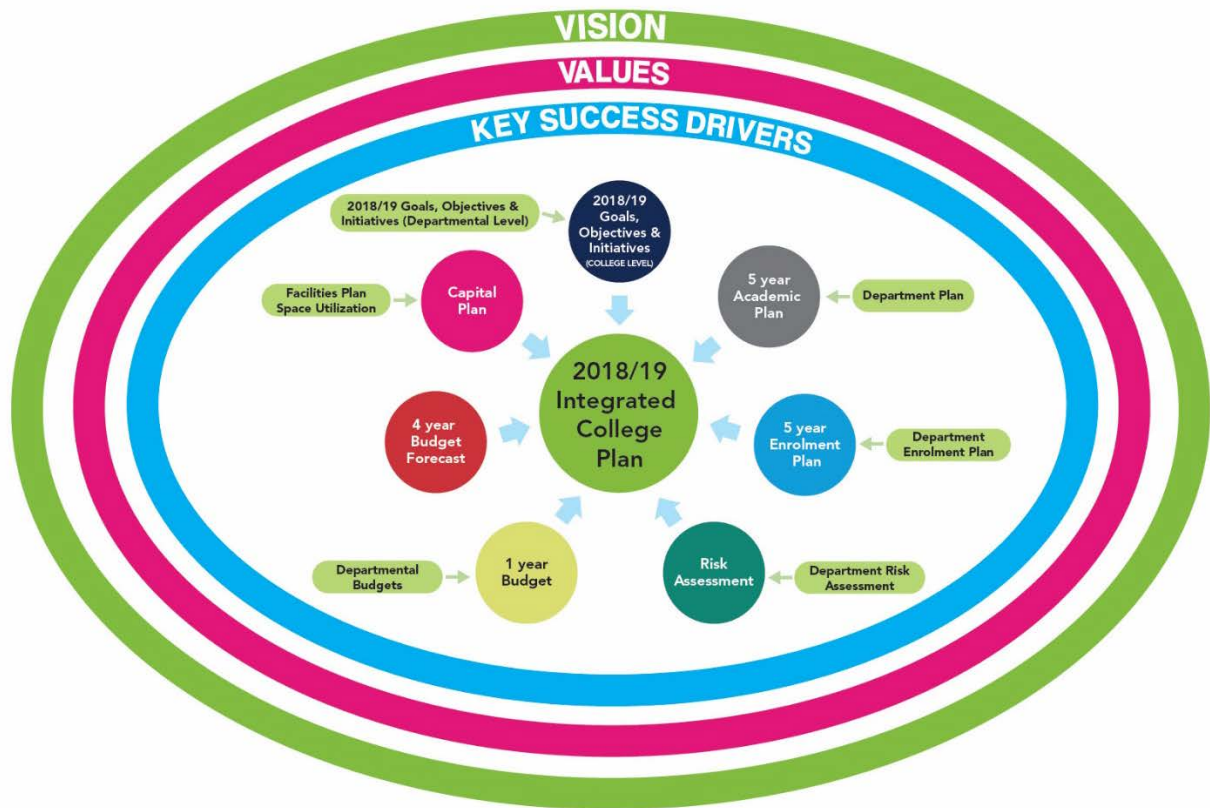 VISION
VALUES
KEY SUCCESS DRIVERS
2018/19 Goals, Objectives &
Initiatives (Departmental Level)
2018/19
Goals,
Objectives &
Initiatives
(COLLEGE LEVEL)
Facilities Plan
Space Utilization
Capital
Plan
5 year
Academic
Plan
Department Plan
2018/19
Integrated
College
Plan
4 year
Budget
Forecast
5 year
Enrolment
Plan
Department
Enrolment Plan
Departmental
Budgets
1 year
Budget
Risk
Assessment
Department Risk
Assessment